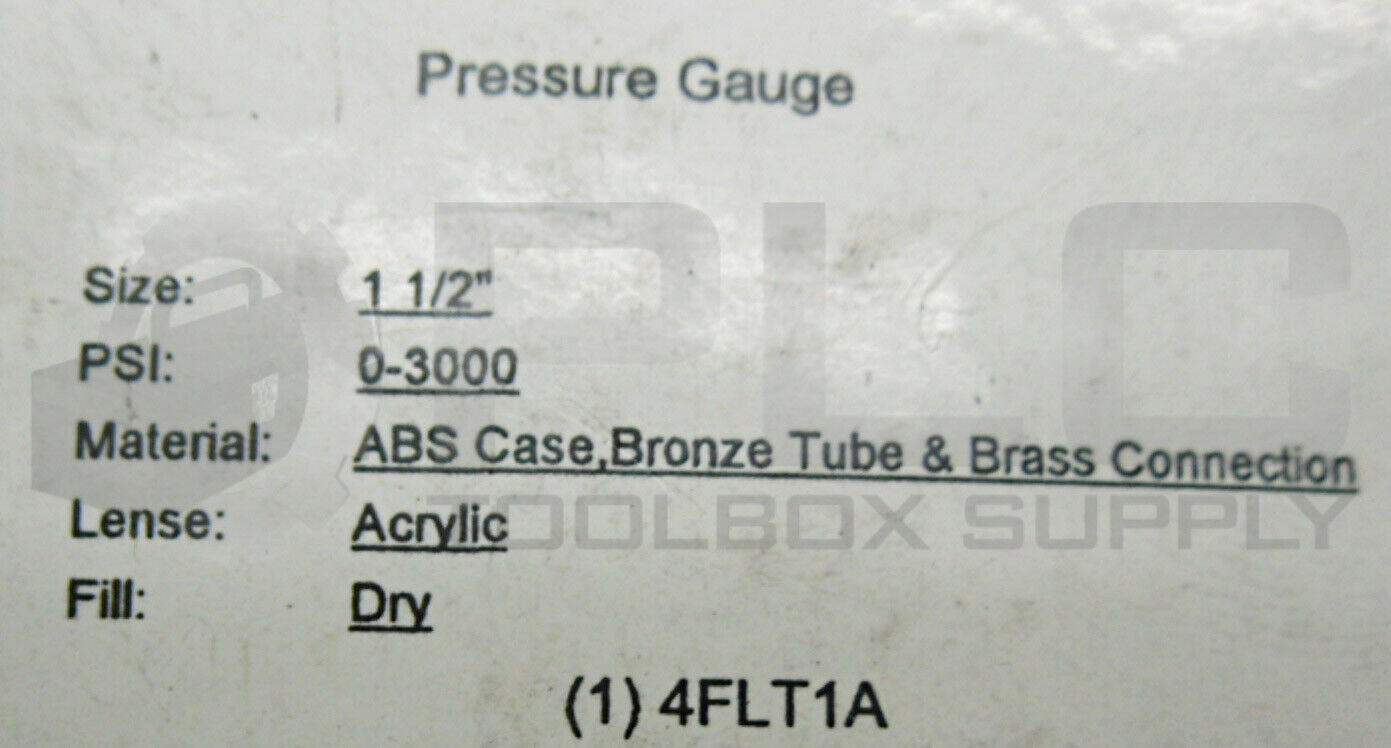 Pressure Gauge
PLC
Size: 1 1/2"
PSI: 0-3000
Material: ABS Case,Bronze Tube & Brass Connection
TOOLBOX SUPPLY
Lense: Acrylic
Fill: Dry
(1) 4FLT1A